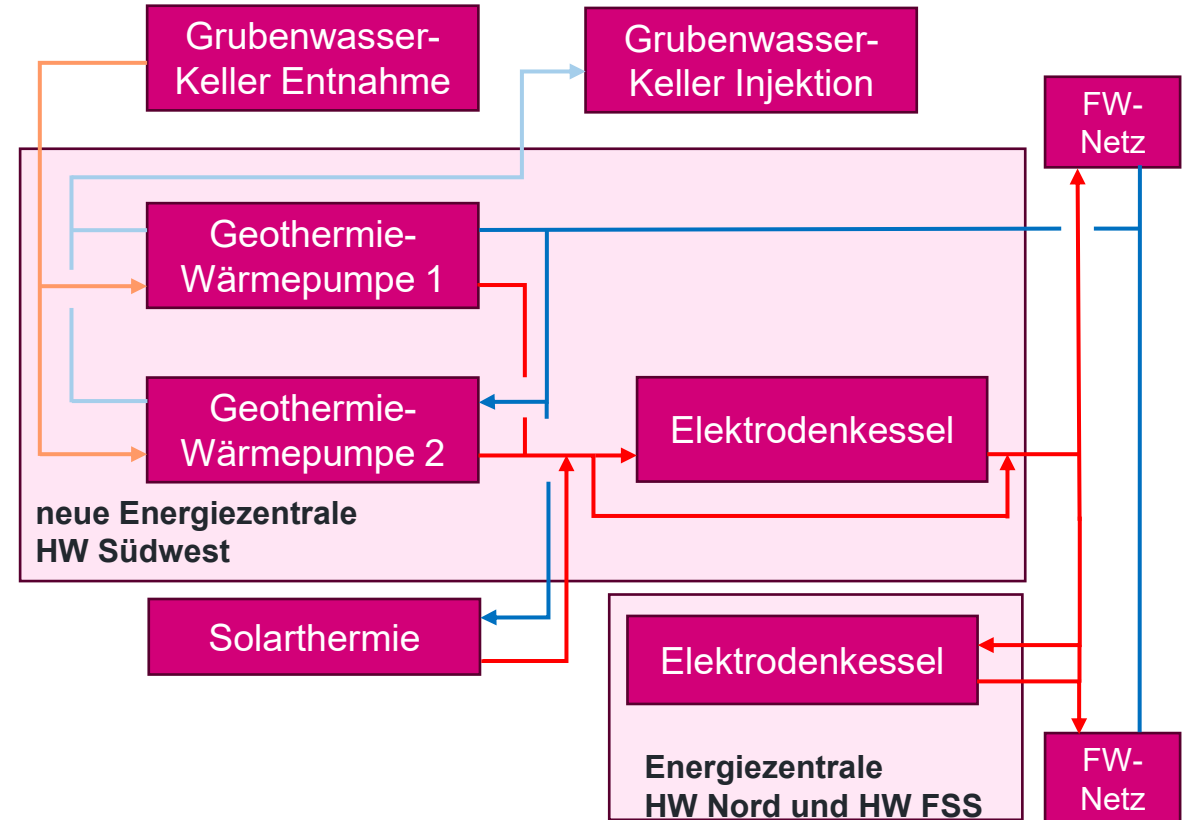 Grubenwasser-
Keller Entnahme
Grubenwasser-
Keller Injektion
FW-
Netz
Geothermie-
Wärmepumpe 1
Geothermie-
Wärmepumpe 2
Elektrodenkessel
neue Energiezentrale
HW Südwest
Solarthermie
Elektrodenkessel
Energiezentrale
HW Nord und HW FSS
FW-
Netz